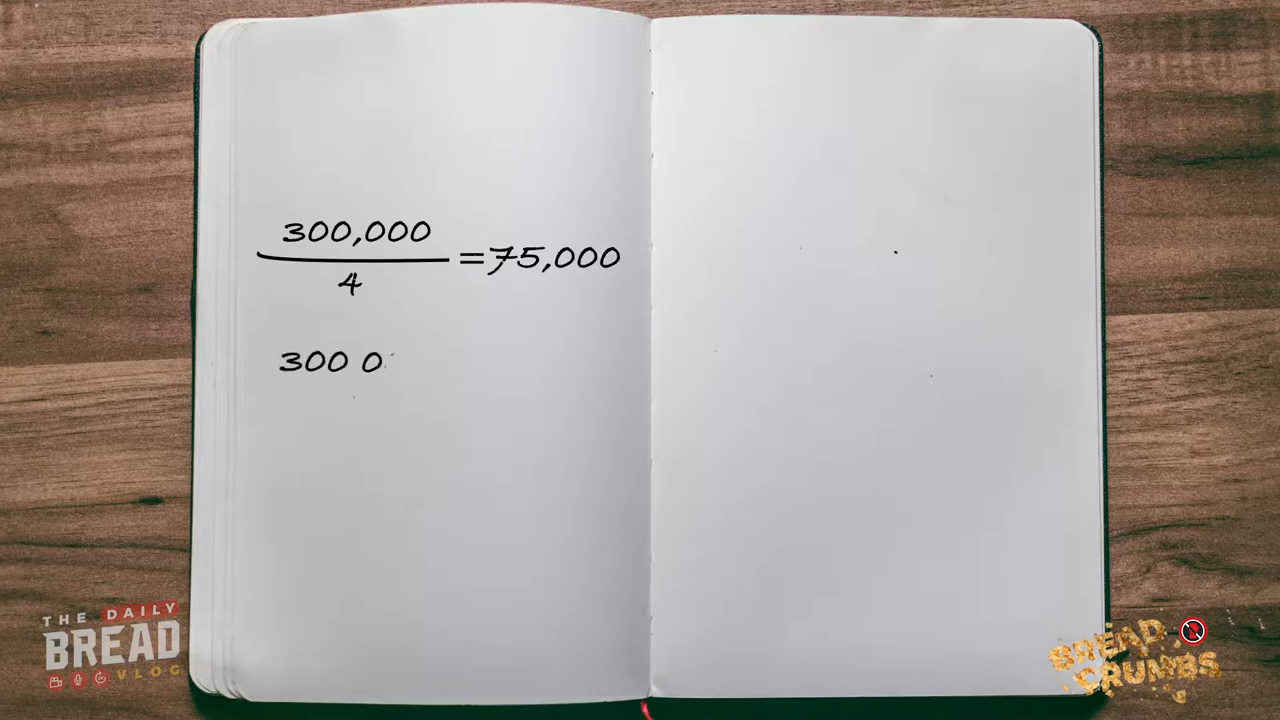 300,000
4
=75,000
300 0
THE DAILY
BREAD
VLOG
BREAD
CRUMBS